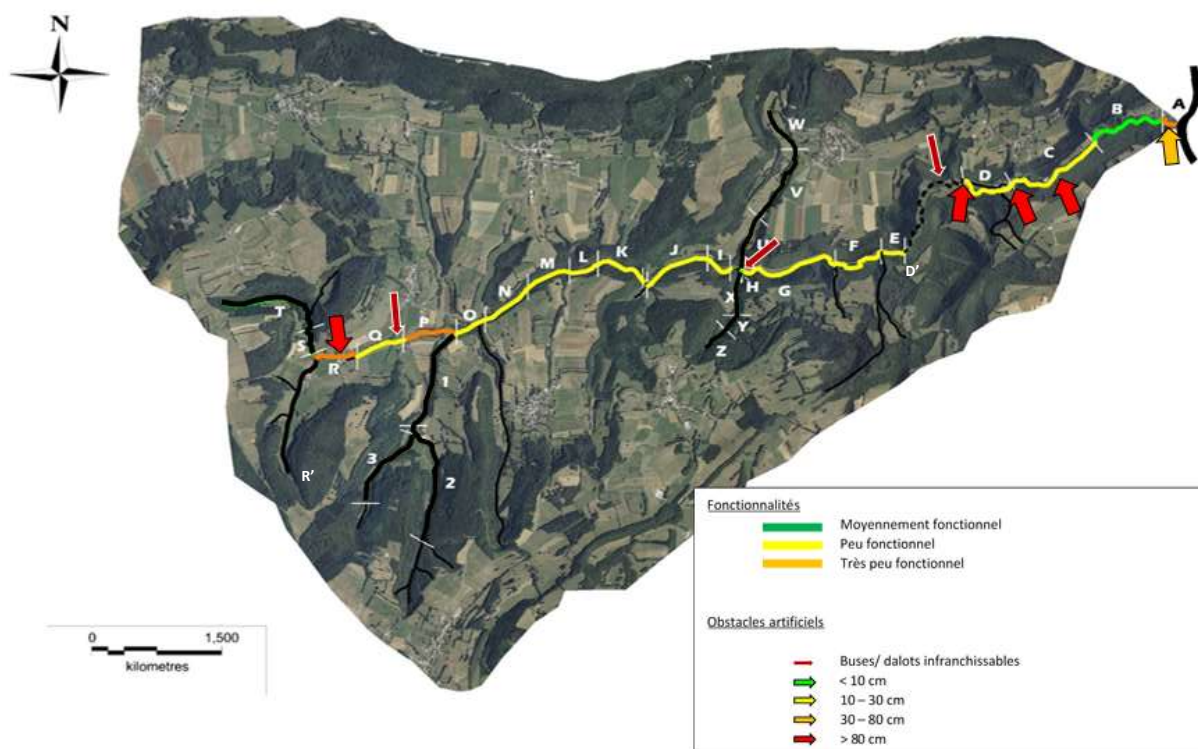 N
A
B
W
C
D
V
U
E
F
K
J
I
L
M
D'
H
G
N
X
T
O
P
Y
Q
S
Z
R
1
3
R'
2
Fonctionnalités
Moyennement fonctionnel
Peu fonctionnel
Très peu fonctionnel
0 1,500
kilometres
Obstacles artificiels
Buses/ dalots infranchissables
< 10 cm
10 – 30 cm
30 – 80 cm
> 80 cm